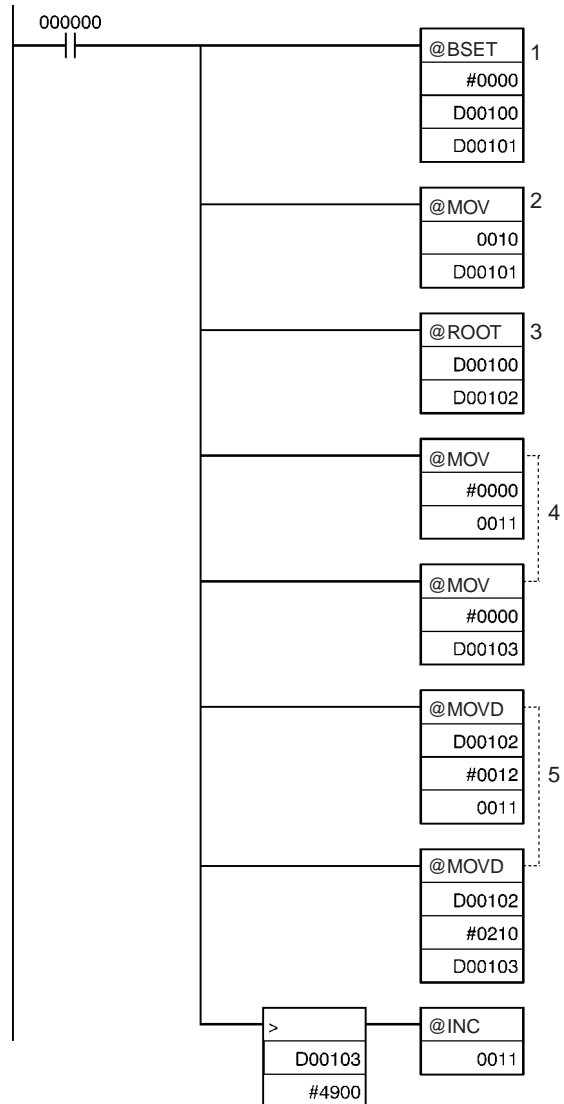 000000
@BSET 1
#0000
D00100
D00101
@MOV 2
0010
D00101
@ROOT 3
D00100
D00102
@MOV
#0000
0011
4
@MOV
#0000
D00103
@MOVD
D00102
#0012
0011
5
@MOVD
D00102
#0210
D00103
> @INC
D00103 0011
#4900